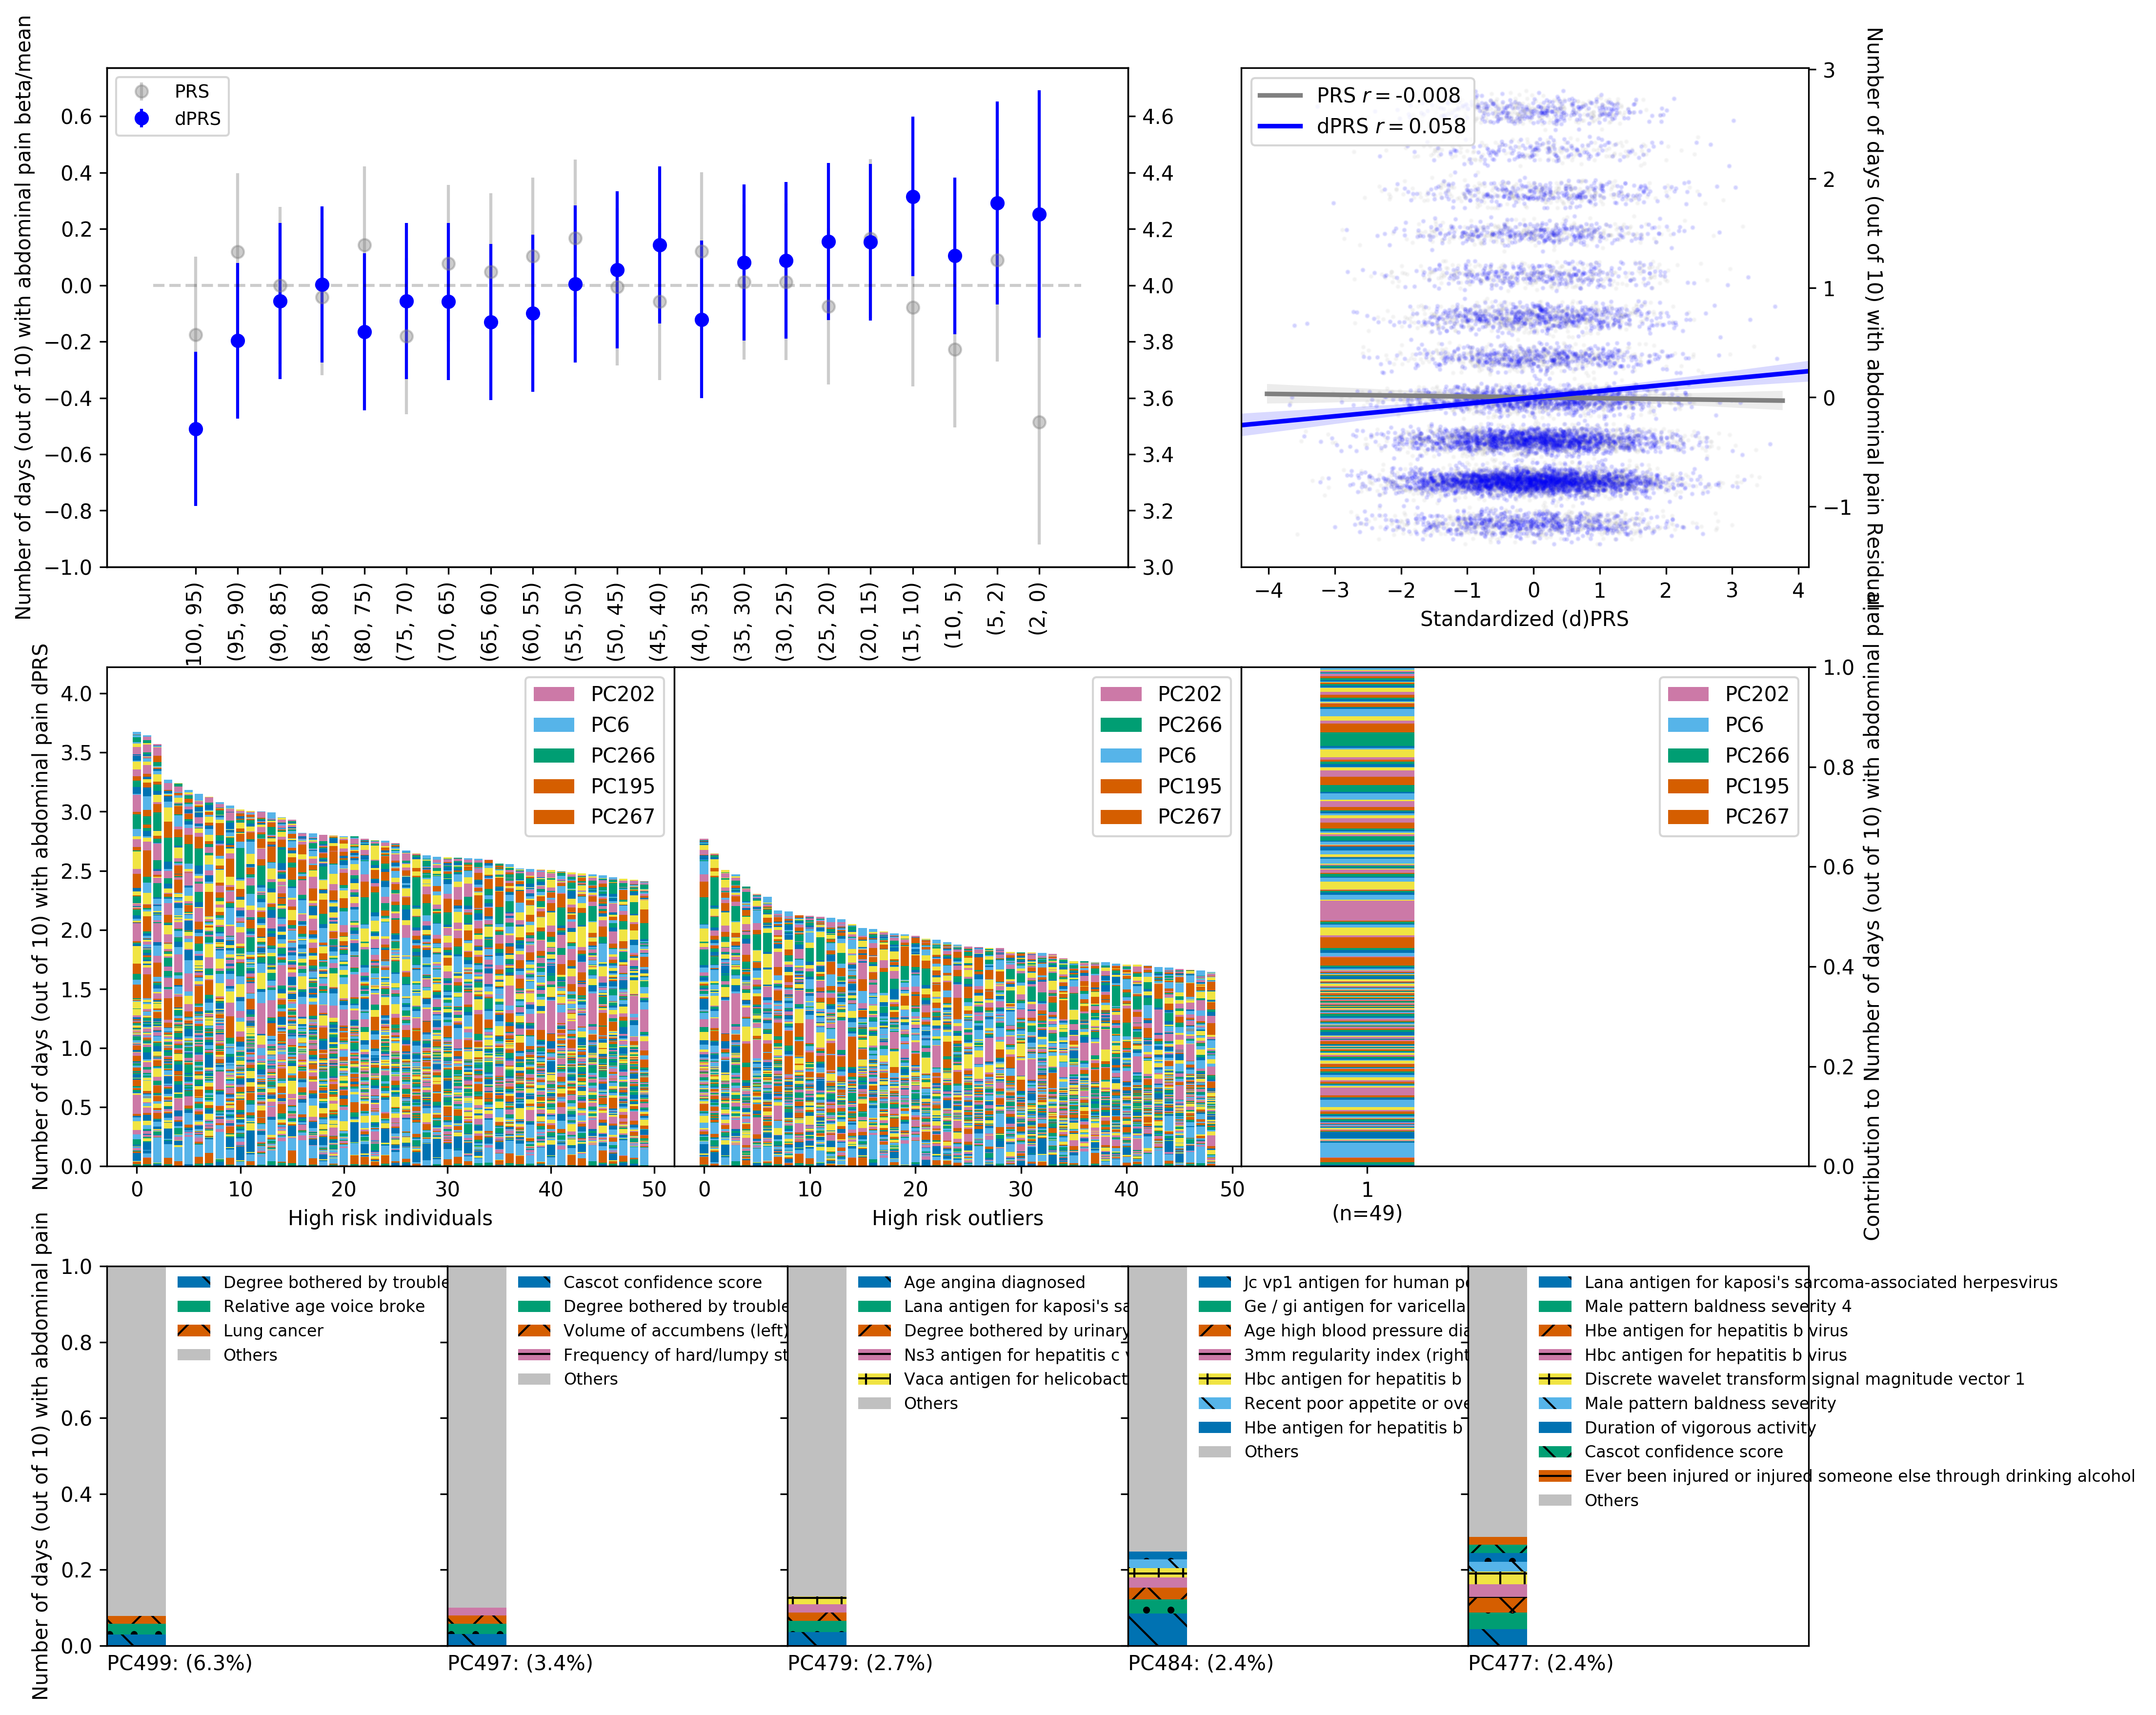 Number of days (out of 10) with abdominal pain beta/mean
0.6
0.4
0.2
0.0
−0.2
−0.4
−0.6
−0.8
−1.0
PRS
dPRS
4.6
4.4
4.2
4.0
3.8
3.6
3.4
3.2
3.0
100, 95)
(95, 90)
(90, 85)
(85, 80)
(80, 75)
(75, 70)
(70, 65)
(65, 60)
(60, 55)
(55, 50)
(50, 45)
(45, 40)
(40, 35)
(35, 30)
(30, 25)
(25, 20)
(20, 15)
(15, 10)
(10, 5)
(5, 2)
(2, 0)
PRS r = -0.008
dPRS r = 0.058
3
2
1
0
−1
−4 −3 −2 −1 0 1 2 3 4
Standardized (d)PRS
Number of days (out of 10) with abdominal pain Residual
Number of days (out of 10) with abdominal pain dPRS
4.0
3.5
3.0
2.5
2.0
1.5
1.0
0.5
0.0
PC202
PC6
PC266
PC195
PC267
0 10 20 30 40 50
High risk individuals
PC202
PC266
PC6
PC195
PC267
0 10 20 30 40 50
High risk outliers
PC202
PC6
PC266
PC195
PC267
1.0
0.8
0.6
0.4
0.2
0.0
1
(n=49)
Contribution to Number of days (out of 10) with abdominal pain
Number of days (out of 10) with abdominal pain
1.0
0.8
0.6
0.4
0.2
0.0
Degree bothered by trouble
Relative age voice broke
Lung cancer
Others
PC499: (6.3%)
Cascot confidence score
Degree bothered by trouble
Volume of accumbens (left)
Frequency of hard/lumpy st
Others
PC497: (3.4%)
Age angina diagnosed
Lana antigen for kaposi's sa
Degree bothered by urinary
Ns3 antigen for hepatitis c v
Vaca antigen for helicobact
Others
PC479: (2.7%)
Jc vp1 antigen for human po
Ge / gi antigen for varicella
Age high blood pressure dia
3mm regularity index (right
Hbc antigen for hepatitis b
Recent poor appetite or ove
Hbe antigen for hepatitis b
Others
PC484: (2.4%)
Lana antigen for kaposi's sarcoma-associated herpesvirus
Male pattern baldness severity 4
Hbe antigen for hepatitis b virus
Hbc antigen for hepatitis b virus
Discrete wavelet transform signal magnitude vector 1
Male pattern baldness severity
Duration of vigorous activity
Cascot confidence score
Ever been injured or injured someone else through drinking alcohol
Others
PC477: (2.4%)